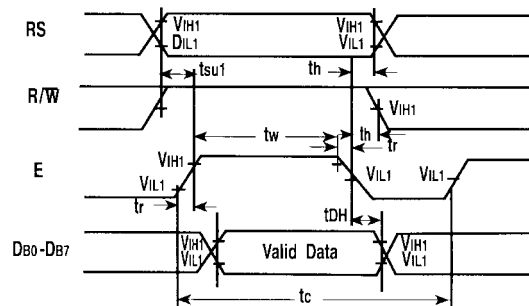 RS VIH1 DIL1 VIH1 VIL1
tsu1 th
R/W̅ VIH1
tw th tr
E VIH1 VIL1 VIL1 VIL1
tr tDH
DB0-DB7 VIH1 VIL1 Valid Data VIH1 VIL1
tc